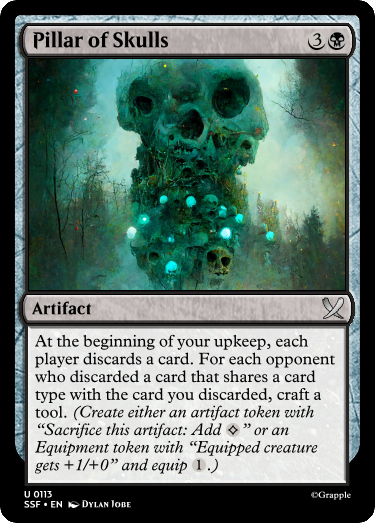 Pillar of Skulls 3
Artifact
At the beginning of your upkeep, each
player discards a card. For each opponent
who discarded a card that shares a card
type with the card you discarded, craft a
tool. (Create either an artifact token with
“Sacrifice this artifact: Add ” or an
Equipment token with “Equipped creature
gets +1/+0” and equip 1.)
U 0113
SSF • EN DYLAN JOBE
©Grapple